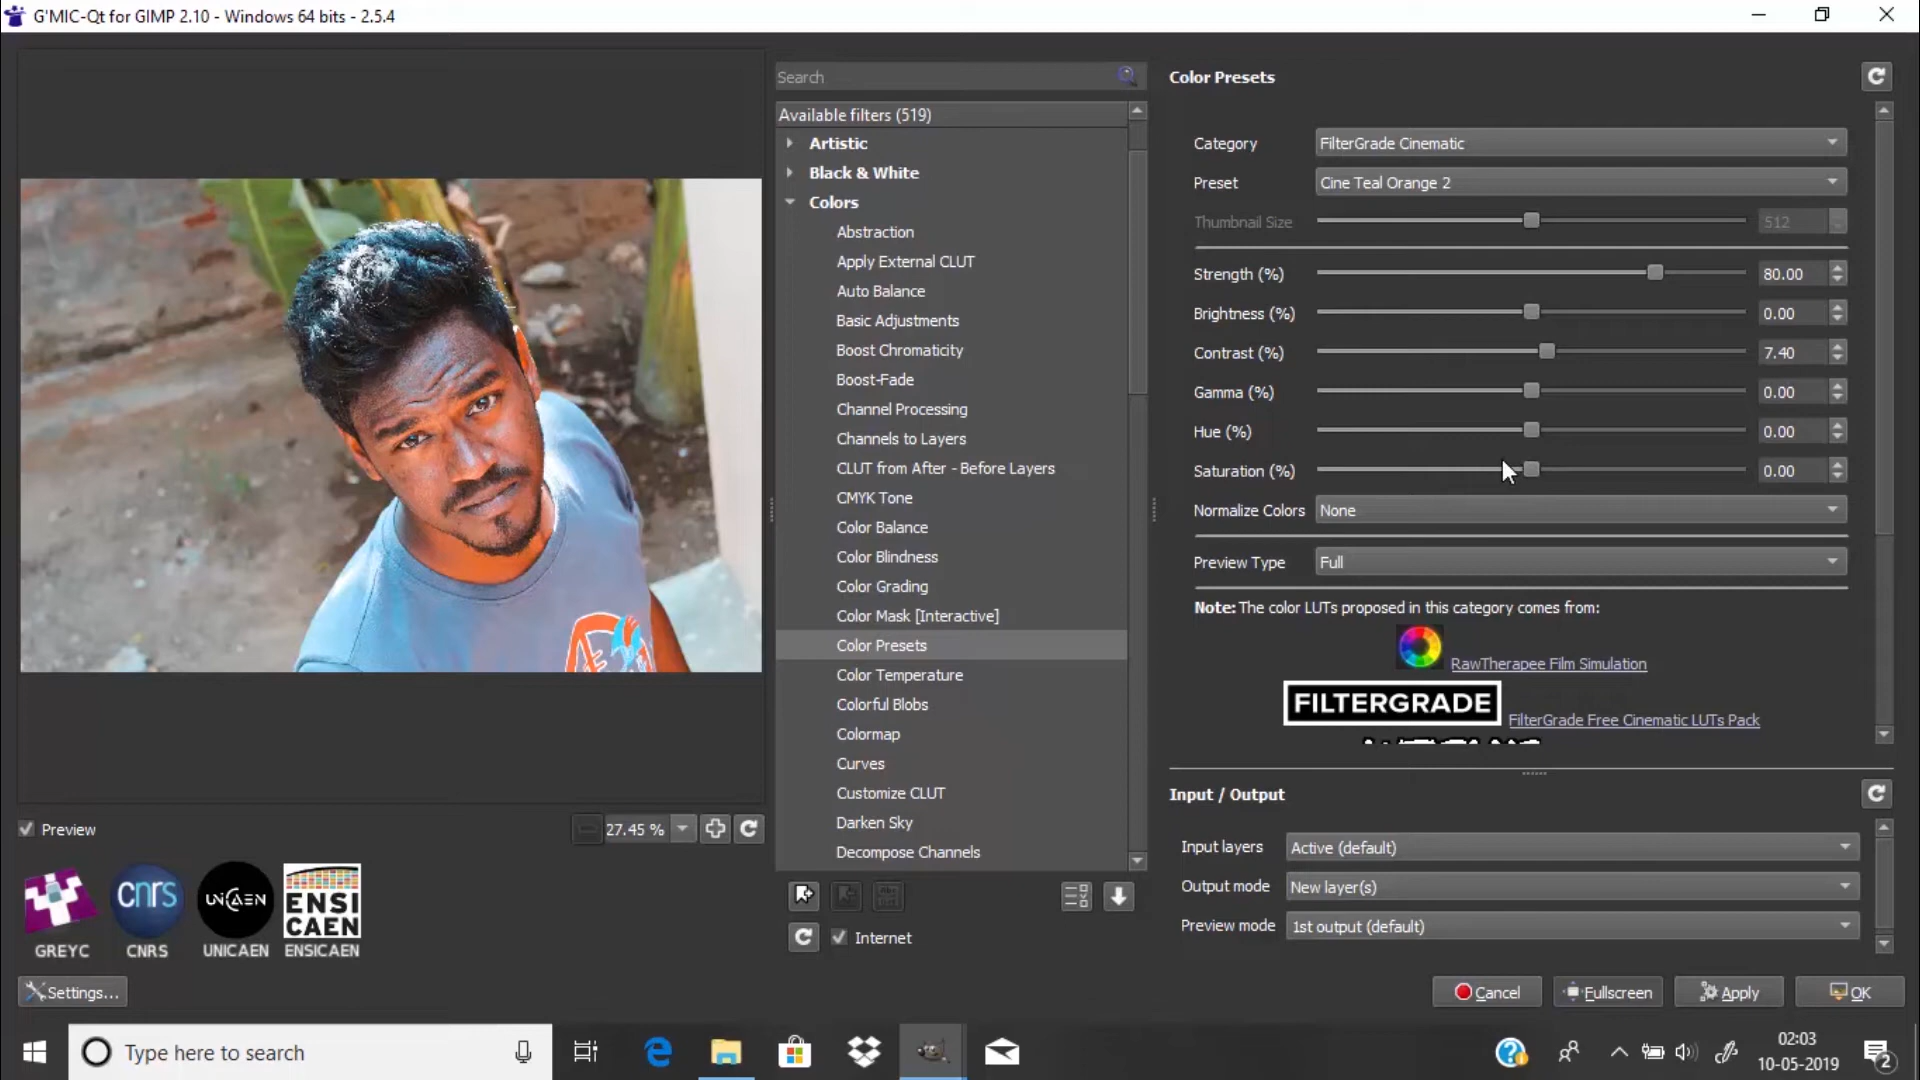 G'MIC-Qt for GIMP 2.10 - Windows 64 bits - 2.5.4
Search
Available filters (519)
Artistic
Black & White
Colors
Abstraction
Apply External CLUT
Auto Balance
Basic Adjustments
Boost Chromaticity
Boost-Fade
Channel Processing
Channels to Layers
CLUT from After - Before Layers
CMYK Tone
Color Balance
Color Blindness
Color Grading
Color Mask [Interactive]
Color Presets
Color Temperature
Colorful Blobs
Colormap
Curves
Customize CLUT
Darken Sky
Decompose Channels
Internet
Color Presets
Category FilterGrade Cinematic
Preset Cine Teal Orange 2
Thumbnail Size 512
Strength (%) 80.00
Brightness (%) 0.00
Contrast (%) 7.40
Gamma (%) 0.00
Hue (%) 0.00
Saturation (%) 0.00
Normalize Colors None
Preview Type Full
Note: The color LUTs proposed in this category comes from:
RawTherapee Film Simulation
FILTERGRADE FilterGrade Free Cinematic LUTs Pack
Input / Output
Input layers Active (default)
Output mode New layer(s)
Preview mode 1st output (default)
Preview 27.45 %
cnrs UNICAEN ENSI CAEN
GREYC CNRS UNICAEN ENSICAEN
Settings... Cancel Fullscreen Apply OK
Type here to search
02:03
10-05-2019
2